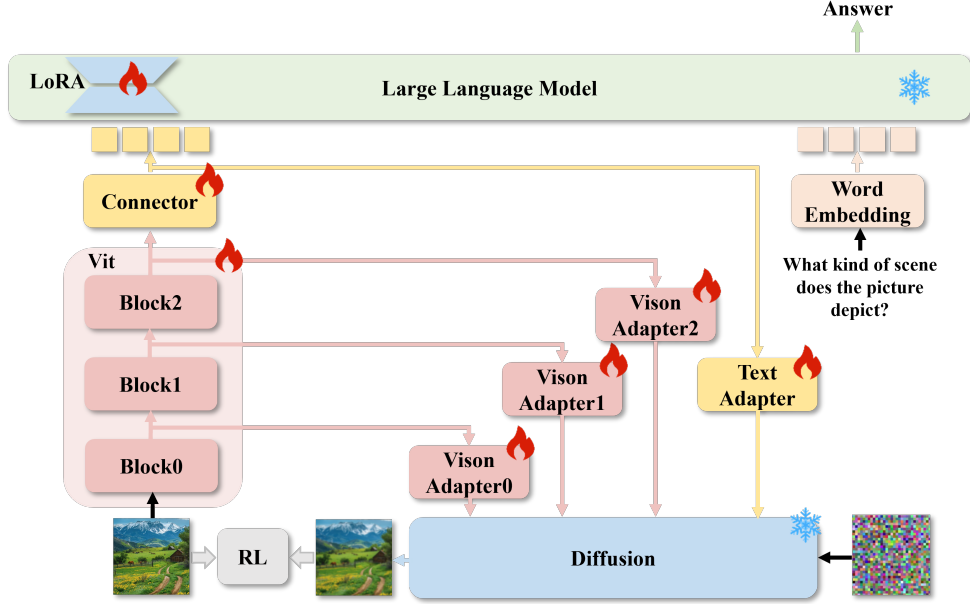 Answer
LoRA
Large Language Model
Connector
Word
Embedding
Vit
What kind of scene
does the picture
depict?
Block2
Vison
Adapter2
Block1
Vison
Adapter1
Text
Adapter
Block0
Vison
Adapter0
RL
Diffusion